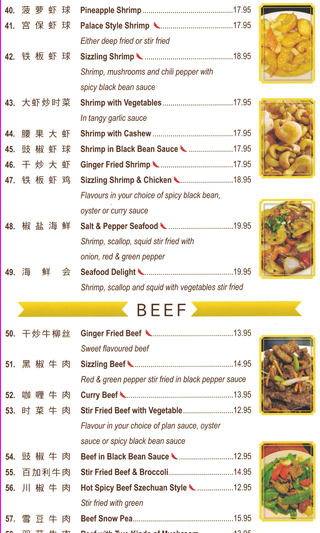 40. 菠 萝 虾 球 Pineapple Shrimp 17.95
41. 宫 保 虾 球 Palace Style Shrimp 17.95
Either deep fried or stir fried
42. 铁 板 虾 球 Sizzling Shrimp 18.95
Shrimp, mushrooms and chili pepper with
spicy black bean sauce
43. 大虾炒时菜 Shrimp with Vegetables 17.95
In tangy garlic sauce
44. 腰 果 大 虾 Shrimp with Cashew 17.95
45. 豉 椒 虾 球 Shrimp in Black Bean Sauce 17.95
46. 干 炒 大 虾 Ginger Fried Shrimp 17.95
47. 铁 板 虾 鸡 Sizzling Shrimp & Chicken 18.95
Flavours in your choice of spicy black bean,
oyster or curry sauce
48. 椒 盐 海 鲜 Salt & Pepper Seafood 19.95
Shrimp, scallop, squid stir fried with
onion, red & green pepper
49. 海 鲜 会 Seafood Delight 19.95
Shrimp, scallop and squid with vegetables stir fried
BEEF
50. 干炒牛柳丝 Ginger Fried Beef 13.95
Sweet flavoured beef
51. 黑 椒 牛 肉 Sizzling Beef 14.95
Red & green pepper stir fried in black pepper sauce
52. 咖 喱 牛 肉 Curry Beef 13.95
53. 时 菜 牛 肉 Stir Fried Beef with Vegetable 12.95
Flavour in your choice of plan sauce, oyster
sauce or spicy black bean sauce
54. 豉 椒 牛 肉 Beef in Black Bean Sauce 12.95
55. 百加利牛肉 Stir Fried Beef & Broccoli 14.95
56. 川 椒 牛 肉 Hot Spicy Beef Szechuan Style 12.95
Stir fried with green
57. 雪 豆 牛 肉 Beef Snow Pea 15.95